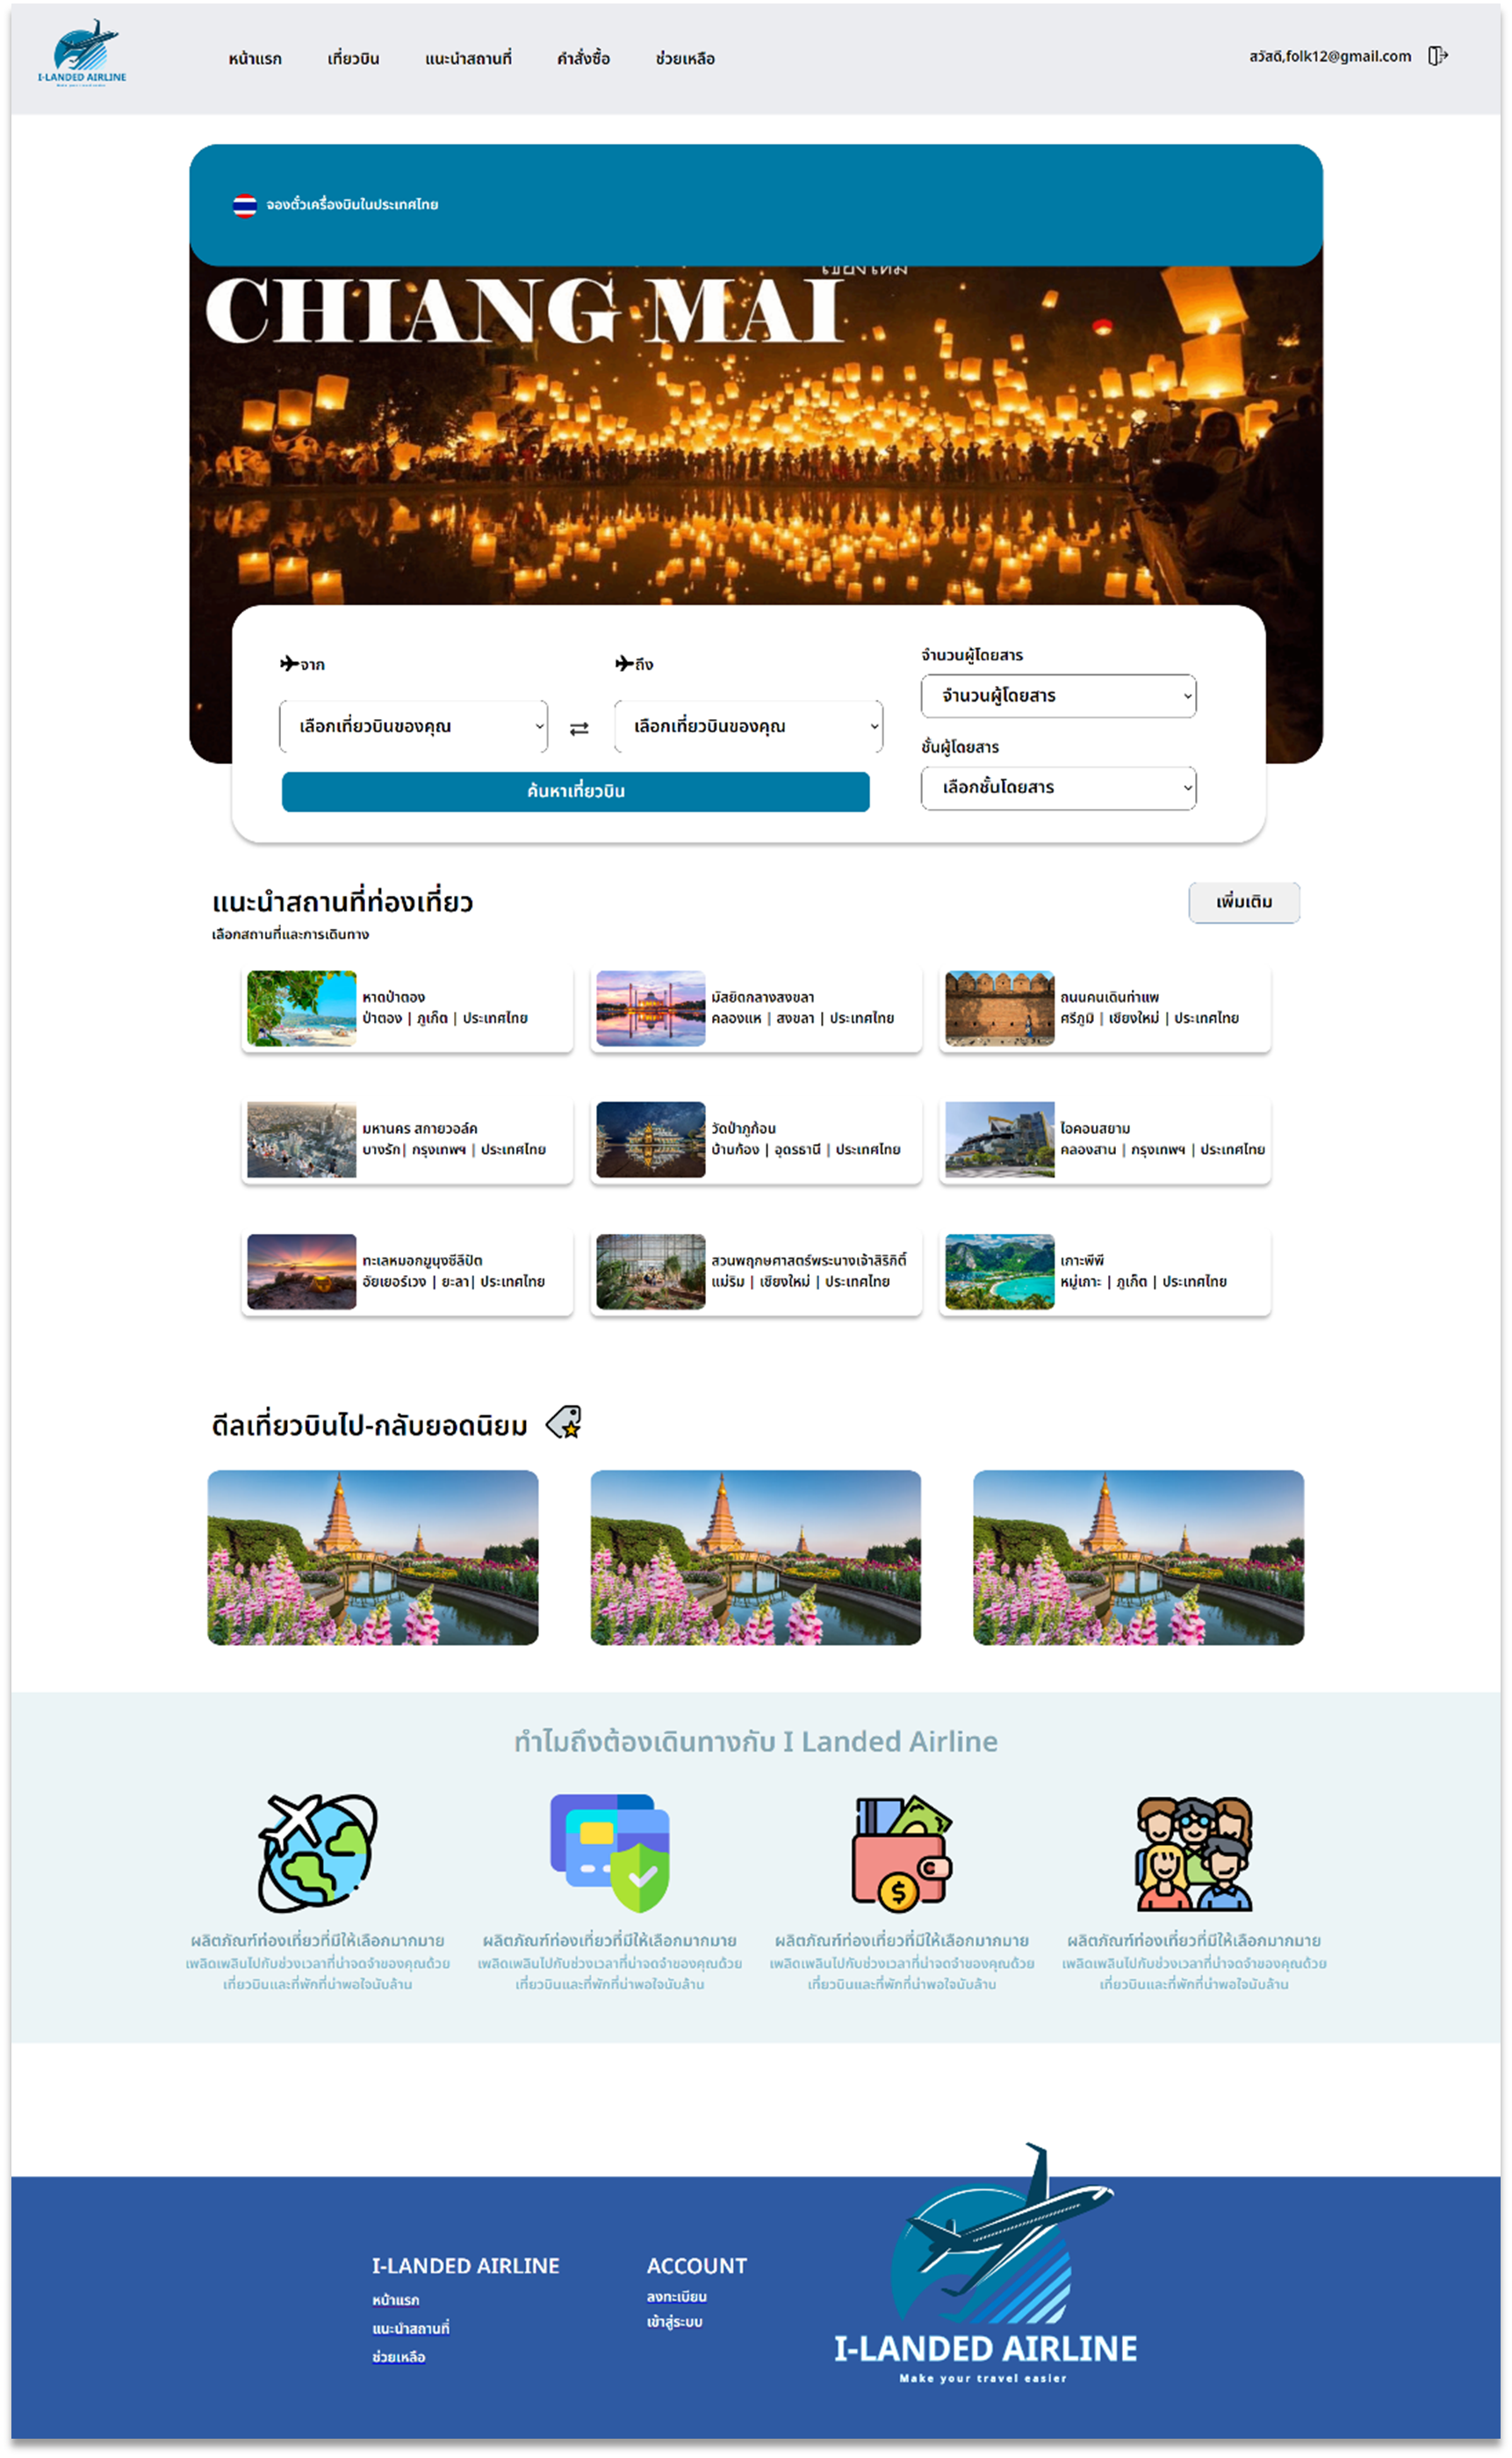 I-LANDED AIRLINE
หน้าแรก
เที่ยวบิน
แนะนำสถานที่
คำสั่งซื้อ
ช่วยเหลือ
สวัสดี,folk12@gmail.com
จองตั๋วเครื่องบินในประเทศไทย
CHIANG MAI
จาก
ถึง
จำนวนผู้โดยสาร
จำนวนผู้โดยสาร
เลือกเที่ยวบินของคุณ
เลือกเที่ยวบินของคุณ
ชั้นผู้โดยสาร
เลือกชั้นโดยสาร
ค้นหาเที่ยวบิน
แนะนำสถานที่ท่องเที่ยว
เพิ่มเติม
เลือกสถานที่และการเดินทาง
หาดป่าตอง
ป่าตอง | ภูเก็ต | ประเทศไทย
มัสยิดกลางสงขลา
คลองแห | สงขลา | ประเทศไทย
ถนนคนเดินท่าแพ
ศรีภูมิ | เชียงใหม่ | ประเทศไทย
มหานคร สกายวอล์ค
บางรัก| กรุงเทพฯ | ประเทศไทย
วัดป่าภูก้อน
บ้านก้อง | อุดรธานี | ประเทศไทย
ไอคอนสยาม
คลองสาน | กรุงเทพฯ | ประเทศไทย
ทะเลหมอกฆูนุงซีลีปัต
อัยเยอร์เวง | ยะลา| ประเทศไทย
สวนพฤกษศาสตร์พระนางเจ้าสิริกิติ์
แม่ริม | เชียงใหม่ | ประเทศไทย
เกาะพีพี
หมู่เกาะ | ภูเก็ต | ประเทศไทย
ดีลเที่ยวบินไป-กลับยอดนิยม
ทำไมถึงต้องเดินทางกับ I Landed Airline
ผลิตภัณฑ์ท่องเที่ยวที่มีให้เลือกมากมาย
เพลิดเพลินไปกับช่วงเวลาที่น่าจดจำของคุณด้วย
เที่ยวบินและที่พักที่น่าพอใจนับล้าน
ผลิตภัณฑ์ท่องเที่ยวที่มีให้เลือกมากมาย
เพลิดเพลินไปกับช่วงเวลาที่น่าจดจำของคุณด้วย
เที่ยวบินและที่พักที่น่าพอใจนับล้าน
ผลิตภัณฑ์ท่องเที่ยวที่มีให้เลือกมากมาย
เพลิดเพลินไปกับช่วงเวลาที่น่าจดจำของคุณด้วย
เที่ยวบินและที่พักที่น่าพอใจนับล้าน
ผลิตภัณฑ์ท่องเที่ยวที่มีให้เลือกมากมาย
เพลิดเพลินไปกับช่วงเวลาที่น่าจดจำของคุณด้วย
เที่ยวบินและที่พักที่น่าพอใจนับล้าน
I-LANDED AIRLINE
หน้าแรก
แนะนำสถานที่
ช่วยเหลือ
ACCOUNT
ลงทะเบียน
เข้าสู่ระบบ
I-LANDED AIRLINE
Make your travel easier